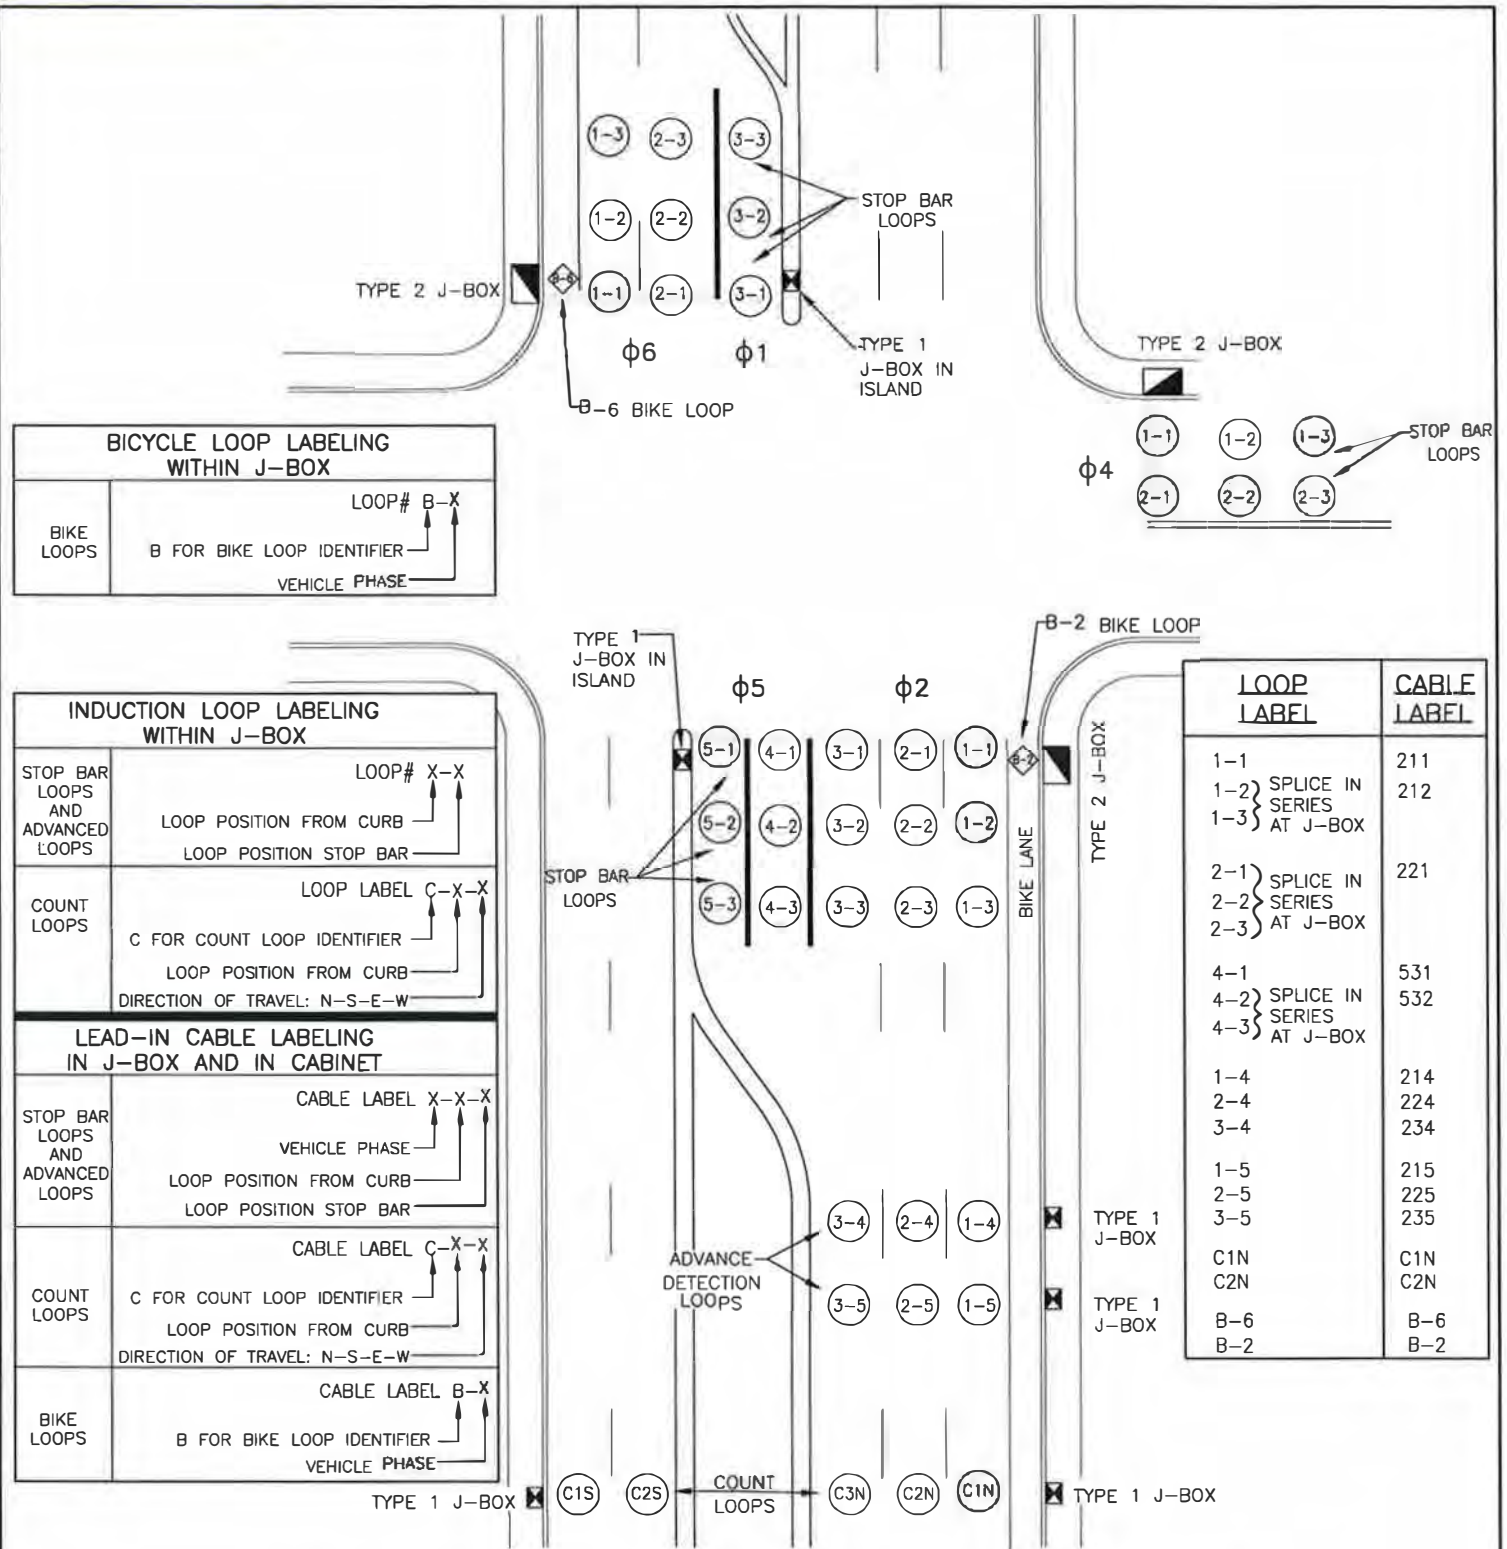 1-3 2-3 3-3
STOP BAR
LOOPS
1-2 2-2 3-2
TYPE 2 J-BOX
B-6
1-1 2-1 3-1
ϕ6 ϕ1
TYPE 1
J-BOX IN
ISLAND
B-6 BIKE LOOP
TYPE 2 J-BOX
1-1 1-2 1-3
STOP BAR
LOOPS
ϕ4
2-1 2-2 2-3
BICYCLE LOOP LABELING
WITHIN J-BOX
BIKE
LOOPS
LOOP# B-X
B FOR BIKE LOOP IDENTIFIER
VEHICLE PHASE
B-2 BIKE LOOP
TYPE 1
J-BOX IN
ISLAND
ϕ5 ϕ2
5-1 4-1 3-1 2-1 1-1
B-2
TYPE 2 J-BOX
5-2 4-2 3-2 2-2 1-2
BIKE LANE
STOP BAR
LOOPS
5-3 4-3 3-3 2-3 1-3
INDUCTION LOOP LABELING
WITHIN J-BOX
STOP BAR
LOOPS
AND
ADVANCED
LOOPS
LOOP# X-X
LOOP POSITION FROM CURB
LOOP POSITION STOP BAR
COUNT
LOOPS
LOOP LABEL C-X-X
C FOR COUNT LOOP IDENTIFIER
LOOP POSITION FROM CURB
DIRECTION OF TRAVEL: N-S-E-W
LEAD-IN CABLE LABELING
IN J-BOX AND IN CABINET
STOP BAR
LOOPS
AND
ADVANCED
LOOPS
CABLE LABEL X-X-X
VEHICLE PHASE
LOOP POSITION FROM CURB
LOOP POSITION STOP BAR
COUNT
LOOPS
CABLE LABEL C-X-X
C FOR COUNT LOOP IDENTIFIER
LOOP POSITION FROM CURB
DIRECTION OF TRAVEL: N-S-E-W
BIKE
LOOPS
CABLE LABEL B-X
B FOR BIKE LOOP IDENTIFIER
VEHICLE PHASE
3-4 2-4 1-4
TYPE 1
J-BOX
ADVANCE
DETECTION
LOOPS
3-5 2-5 1-5
TYPE 1
J-BOX
TYPE 1 J-BOX
C1S C2S
COUNT
LOOPS
C3N C2N C1N
TYPE 1 J-BOX
LOOP
LABEL
CABLE
LABEL
1-1 211
1-2 SPLICE IN 212
SERIES
1-3 AT J-BOX
2-1 SPLICE IN 221
2-2 SERIES
2-3 AT J-BOX
4-1 531
4-2 SPLICE IN 532
SERIES
4-3 AT J-BOX
1-4 214
2-4 224
3-4 234
1-5 215
2-5 225
3-5 235
C1N C1N
C2N C2N
B-6 B-6
B-2 B-2